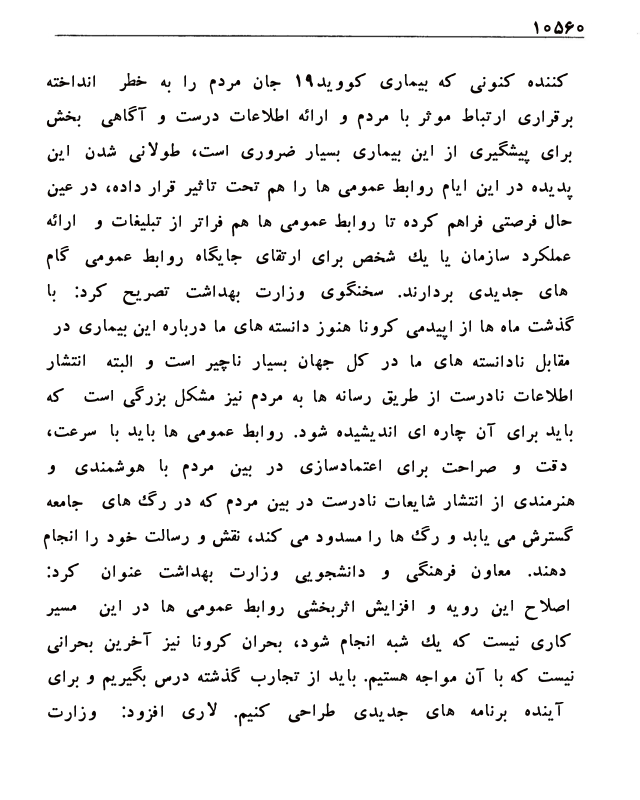 ۱۰۵۶۰
کننده کنونی که بیماری کووید۱۹ جان مردم را به خطر انداخته
برقراری ارتباط موثر با مردم و ارائه اطلاعات درست و آگاهی بخش
برای پیشگیری از این بیماری بسیار ضروری است، طولانی شدن این
پدیده در این ایام روابط عمومی ها را هم تحت تاثیر قرار داده، در عین
حال فرصتی فراهم کرده تا روابط عمومی ها هم فراتر از تبلیغات و ارائه
عملکرد سازمان یا یك شخص برای ارتقای جایگاه روابط عمومی گام
های جدیدی بردارند. سخنگوی وزارت بهداشت تصریح کرد: با
گذشت ماه ها از اپیدمی کرونا هنوز دانسته های ما درباره این بیماری در
مقابل نادانسته های ما در کل جهان بسیار ناچیر است و البته انتشار
اطلاعات نادرست از طریق رسانه ها به مردم نیز مشکل بزرگی است که
باید برای آن چاره ای اندیشیده شود. روابط عمومی ها باید با سرعت،
دقت و صراحت برای اعتمادسازی در بین مردم با هوشمندی و
هنرمندی از انتشار شایعات نادرست در بین مردم که در رگ های جامعه
گسترش می یابد و رگ ها را مسدود می کند، نقش و رسالت خود را انجام
دهند. معاون فرهنگی و دانشجویی وزارت بهداشت عنوان کرد:
اصلاح این رویه و افزایش اثربخشی روابط عمومی ها در این مسیر
کاری نیست که یك شبه انجام شود، بحران کرونا نیز آخرین بحرانی
نیست که با آن مواجه هستیم. باید از تجارب گذشته درس بگیریم و برای
آینده برنامه های جدیدی طراحی کنیم. لاری افزود: وزارت